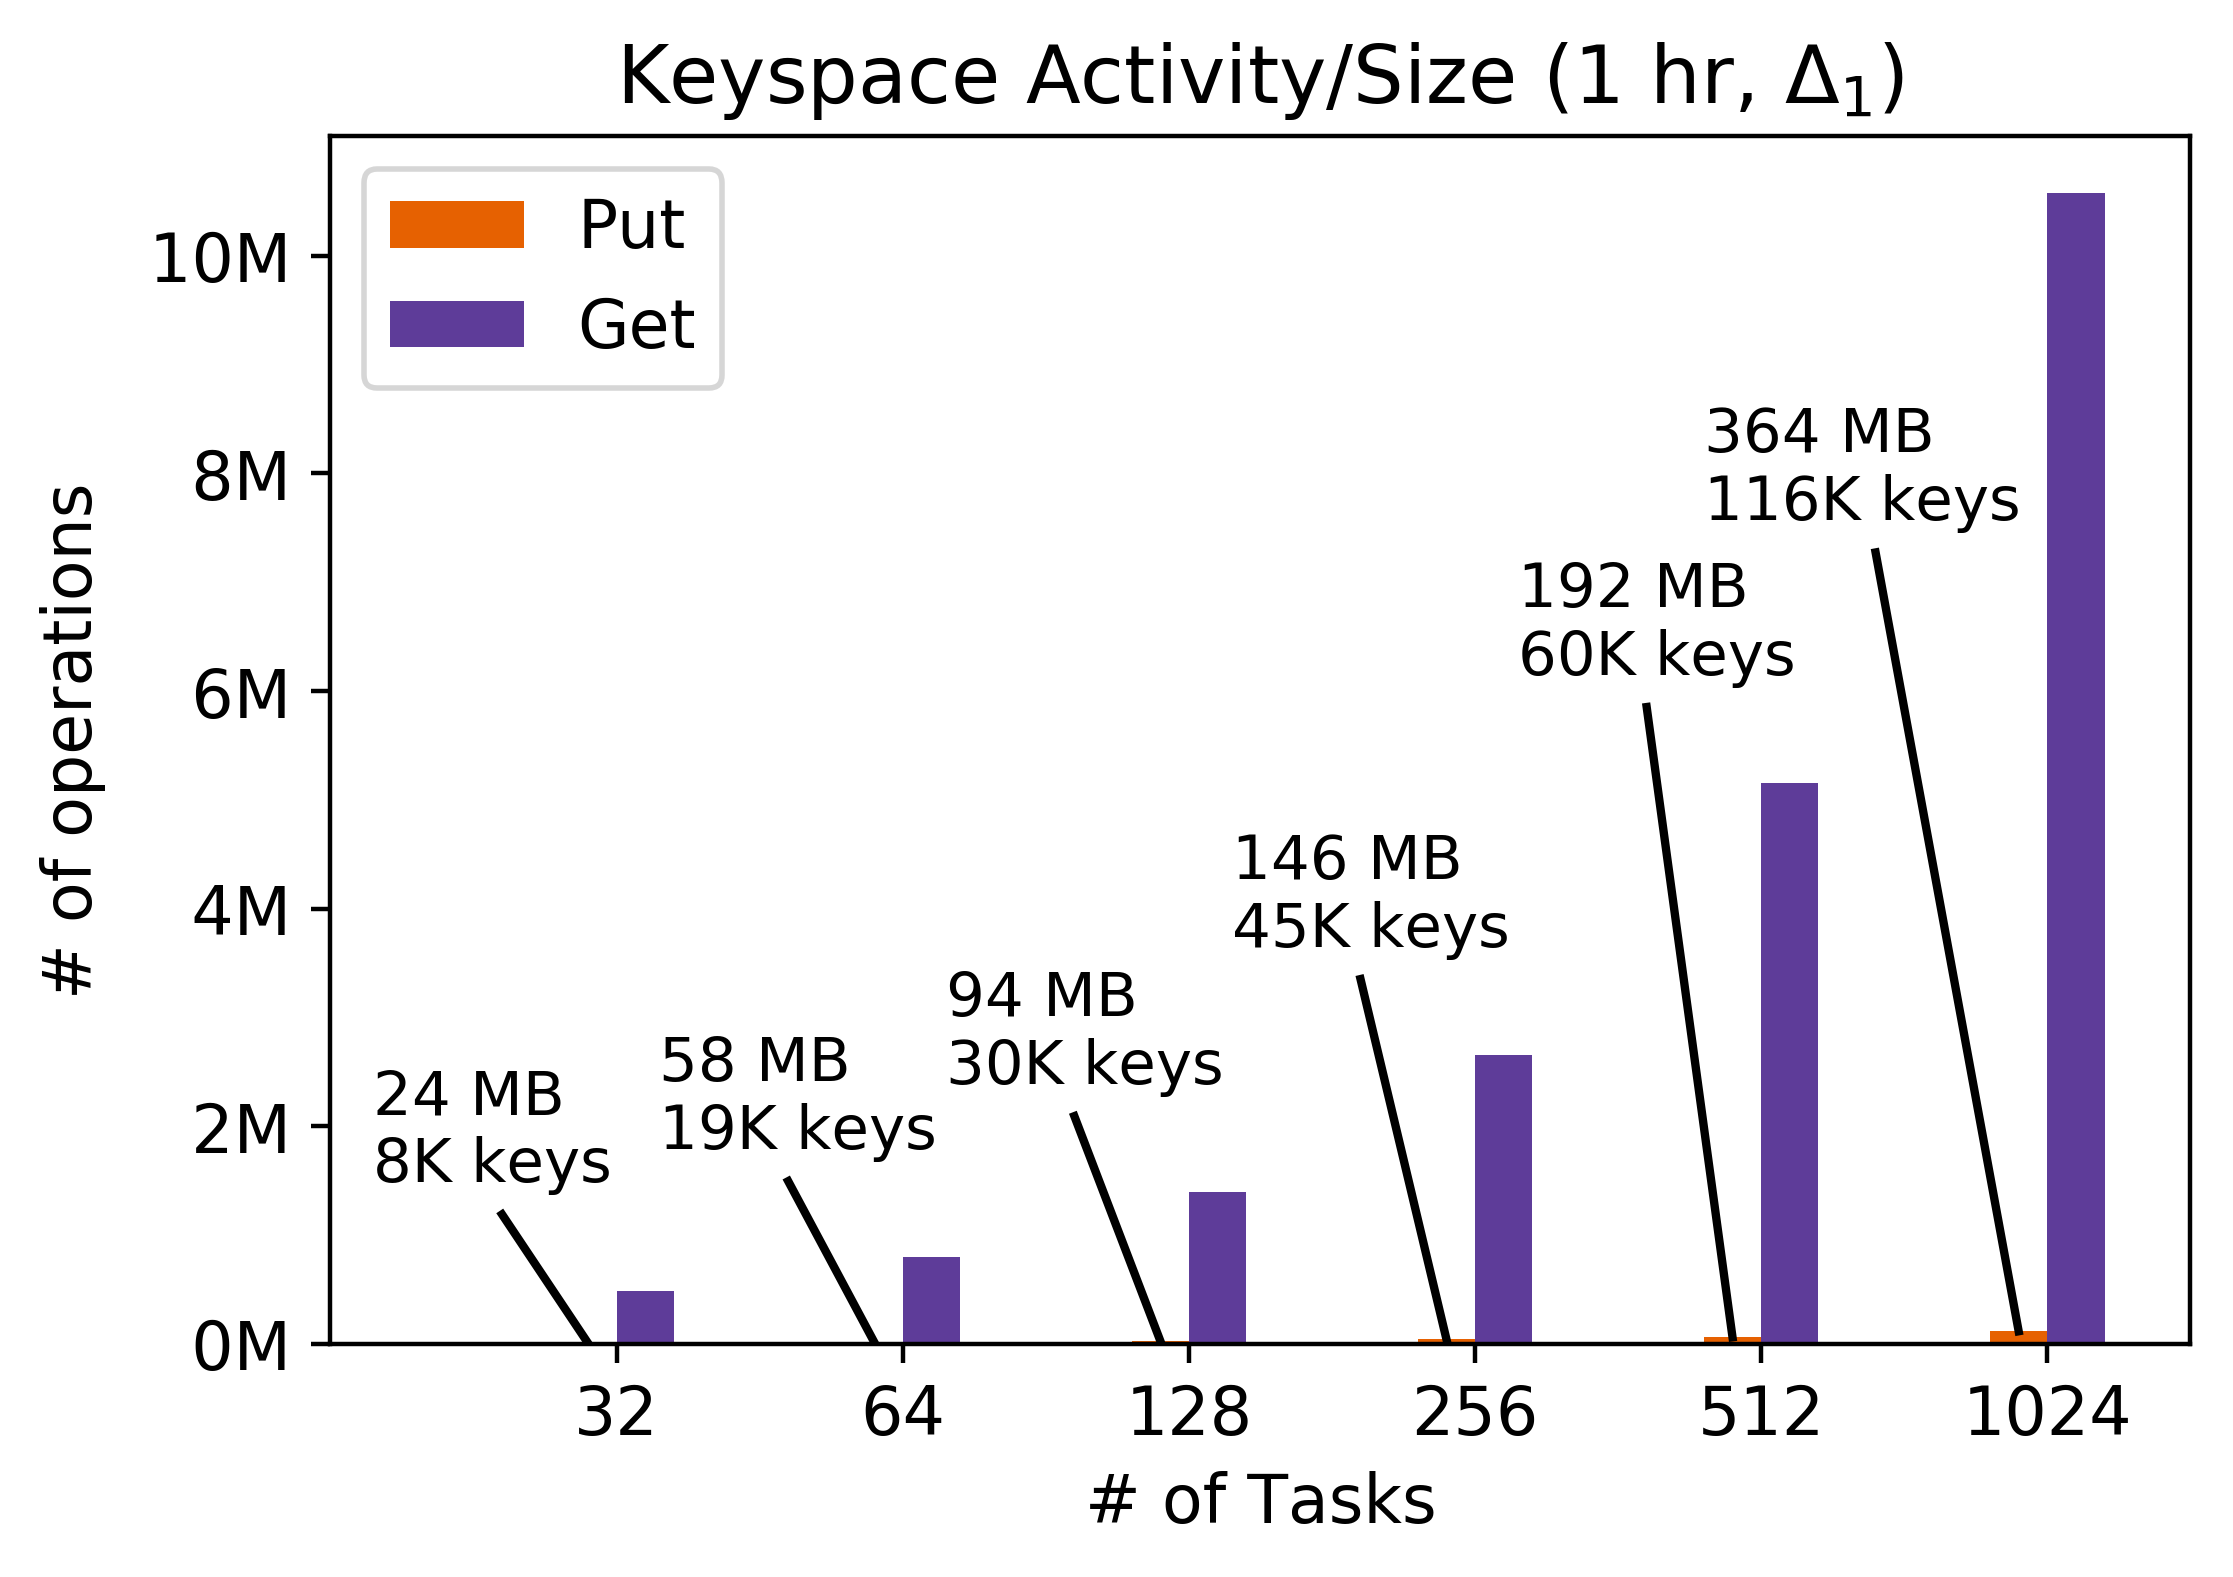 Keyspace Activity/Size (1 hr, Δ₁)
Put
Get
10M
8M
6M
4M
2M
0M
# of operations
364 MB
116K keys
192 MB
60K keys
146 MB
45K keys
94 MB
30K keys
58 MB
19K keys
24 MB
8K keys
32 64 128 256 512 1024
# of Tasks